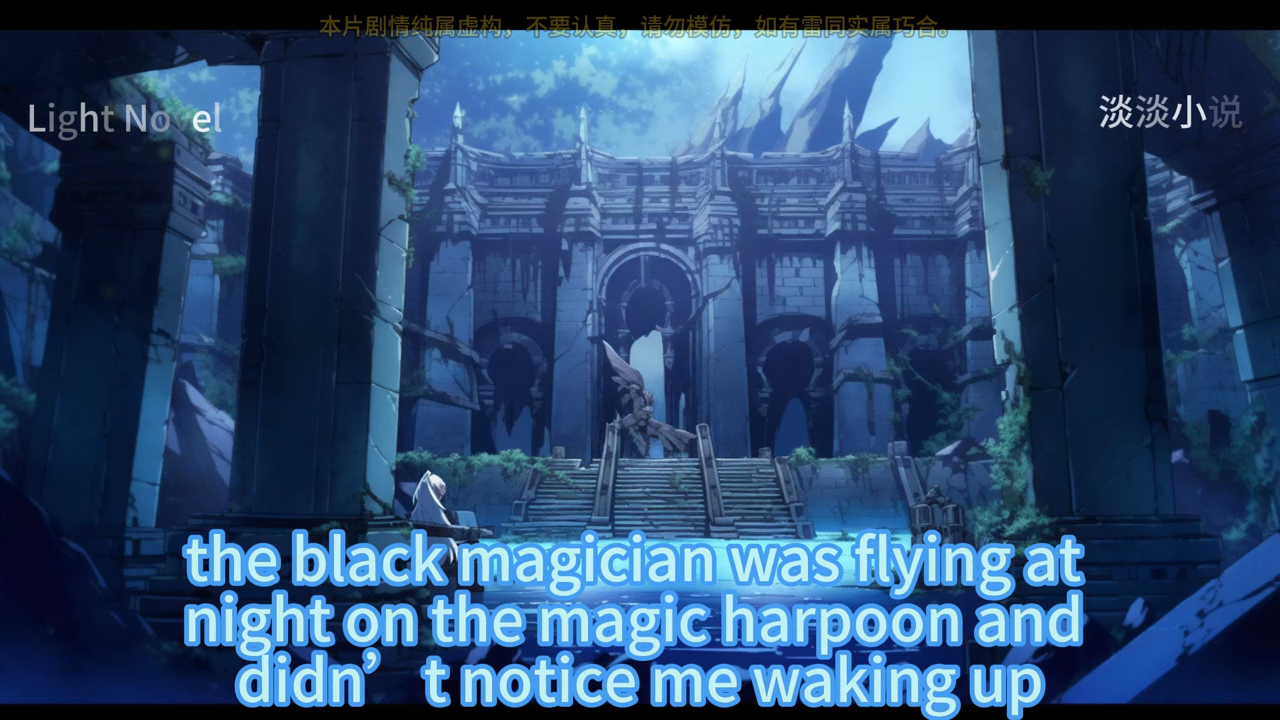 本片剧情纯属虚构，不要认真，请勿模仿，如有雷同实属巧合。
Light Novel
淡淡小说
the black magician was flying at
night on the magic harpoon and
didn’t notice me waking up